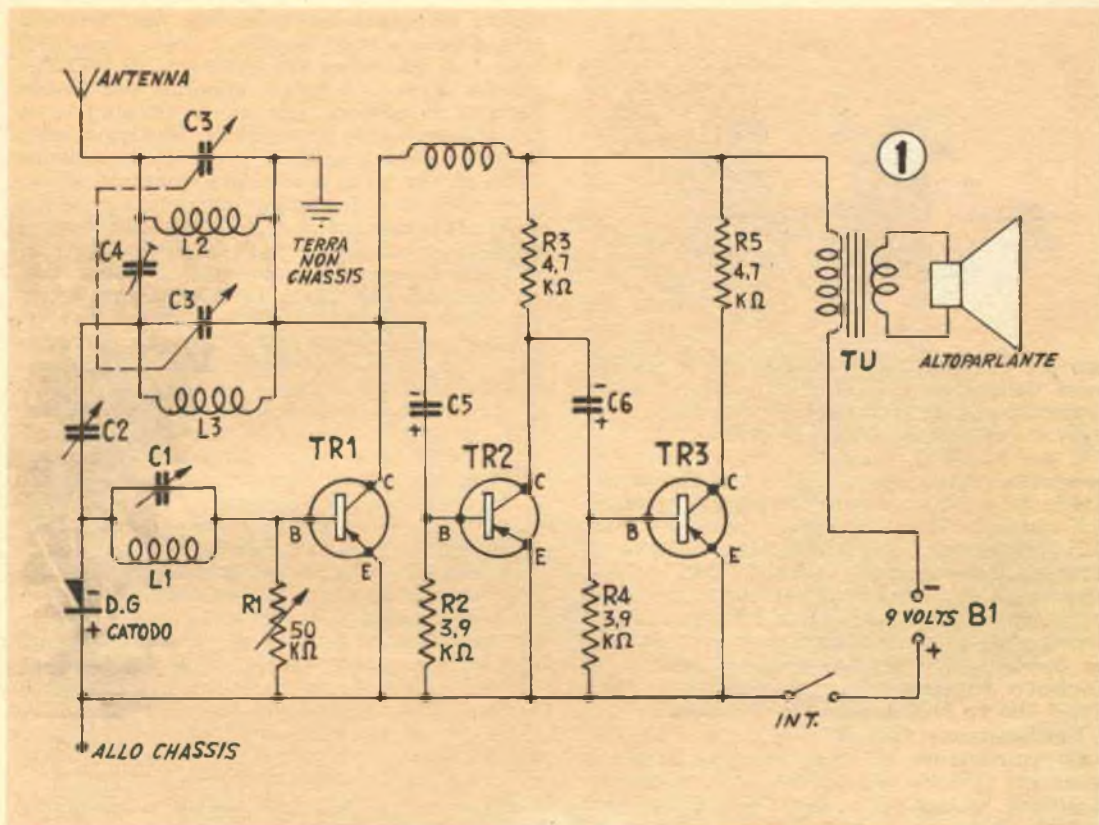 ANTENNA
C3
1
L2
TERRA
NON
CHASSIS
C4
C3
L3
R3
4,7
KΩ
R5
4,7
KΩ
TU
ALTOPARLANTE
C2
C1
L1
TR1
C
B
E
- C5
+
TR2
C
B
E
- C6
+
TR3
C
B
E
D.G
-
+ CATODO
R1
50
KΩ
R2
3,9
KΩ
R4
3,9
KΩ
-
9 VOLTS B1
+
INT.
ALLO CHASSIS